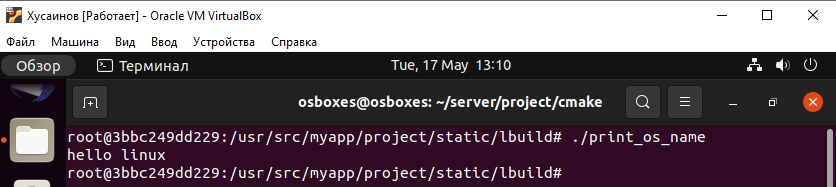 Хусаинов [Работает] - Oracle VM VirtualBox
Файл Машина Вид Ввод Устройства Справка
Обзор Терминал Tue, 17 May 13:10
osboxes@osboxes: ~/server/project/cmake
root@3bbc249dd229:/usr/src/myapp/project/static/lbuild# ./print_os_name
hello linux
root@3bbc249dd229:/usr/src/myapp/project/static/lbuild#